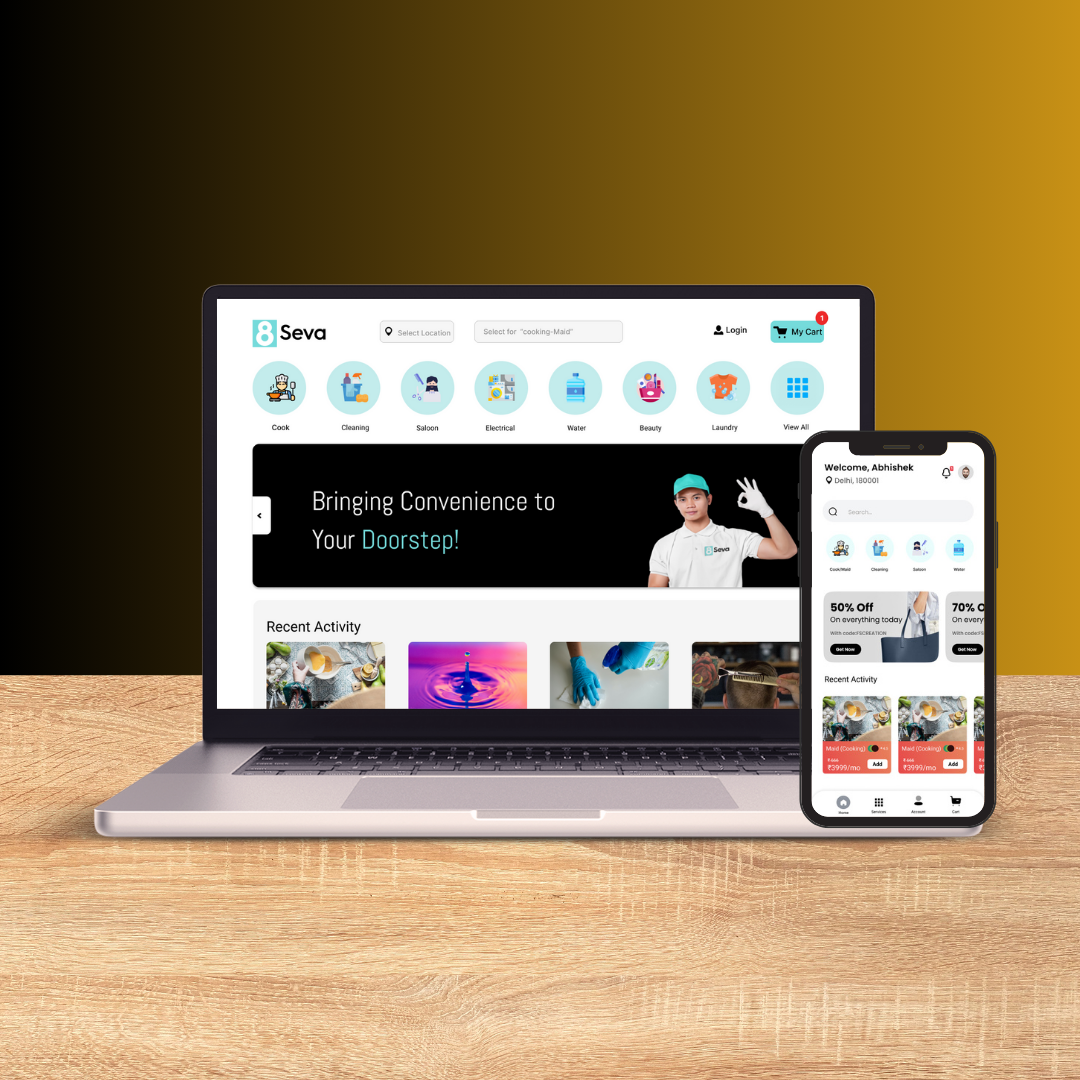 8 Seva
Select Location
Select for "cooking-Maid"
Login
My Cart
1
Cook
Cleaning
Saloon
Electrical
Water
Beauty
Laundry
View All
Bringing Convenience to
Your Doorstep!
8 Seva
Recent Activity
Welcome, Abhishek
Delhi, 180001
Search..
Cook/Maid
Cleaning
Saloon
Water
50% Off
On everything today
With code:FSCREATION
Get Now
70% O
On every
With code:FS
Get Now
Recent Activity
Maid (Cooking)
₹3999/mo
Add
Maid (Cooking)
₹3999/mo
Add
Ma
Home
Services
Account
Cart